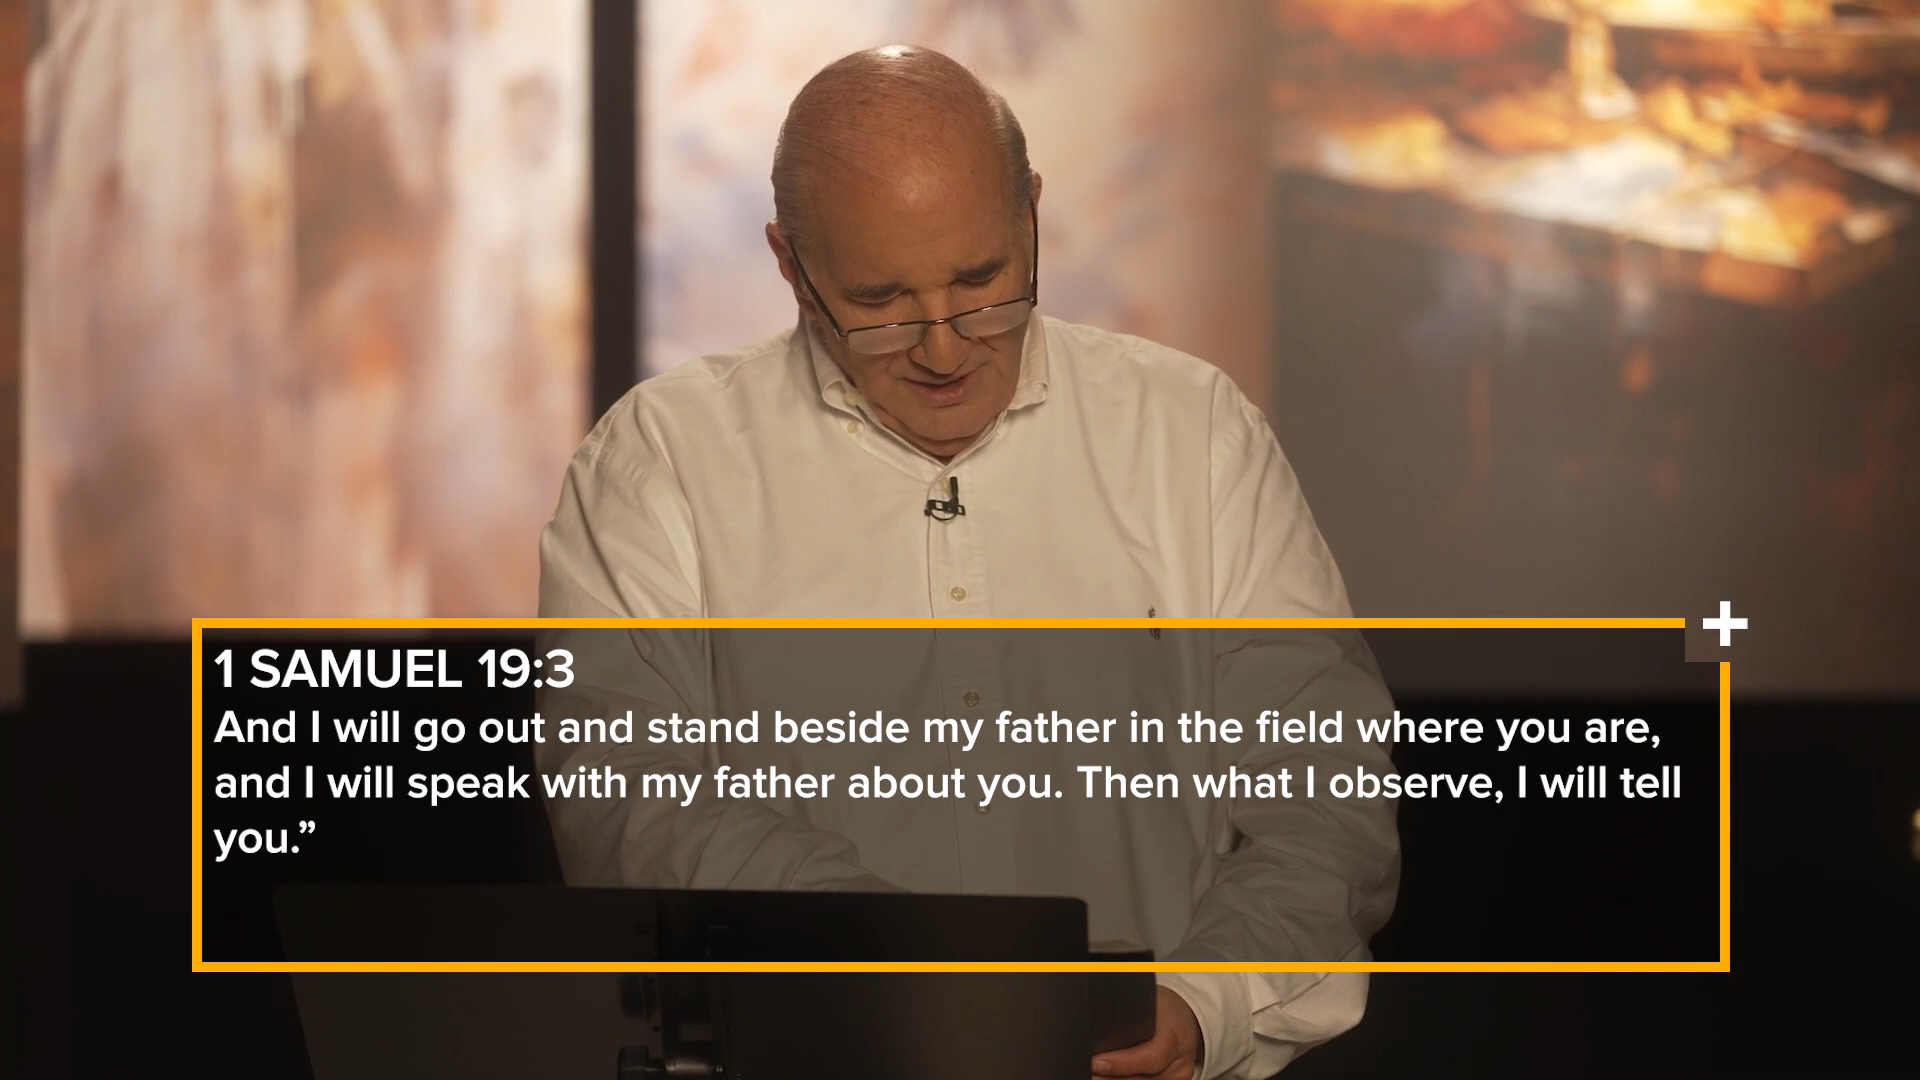 1 SAMUEL 19:3
And I will go out and stand beside my father in the field where you are,
and I will speak with my father about you. Then what I observe, I will tell
you.”